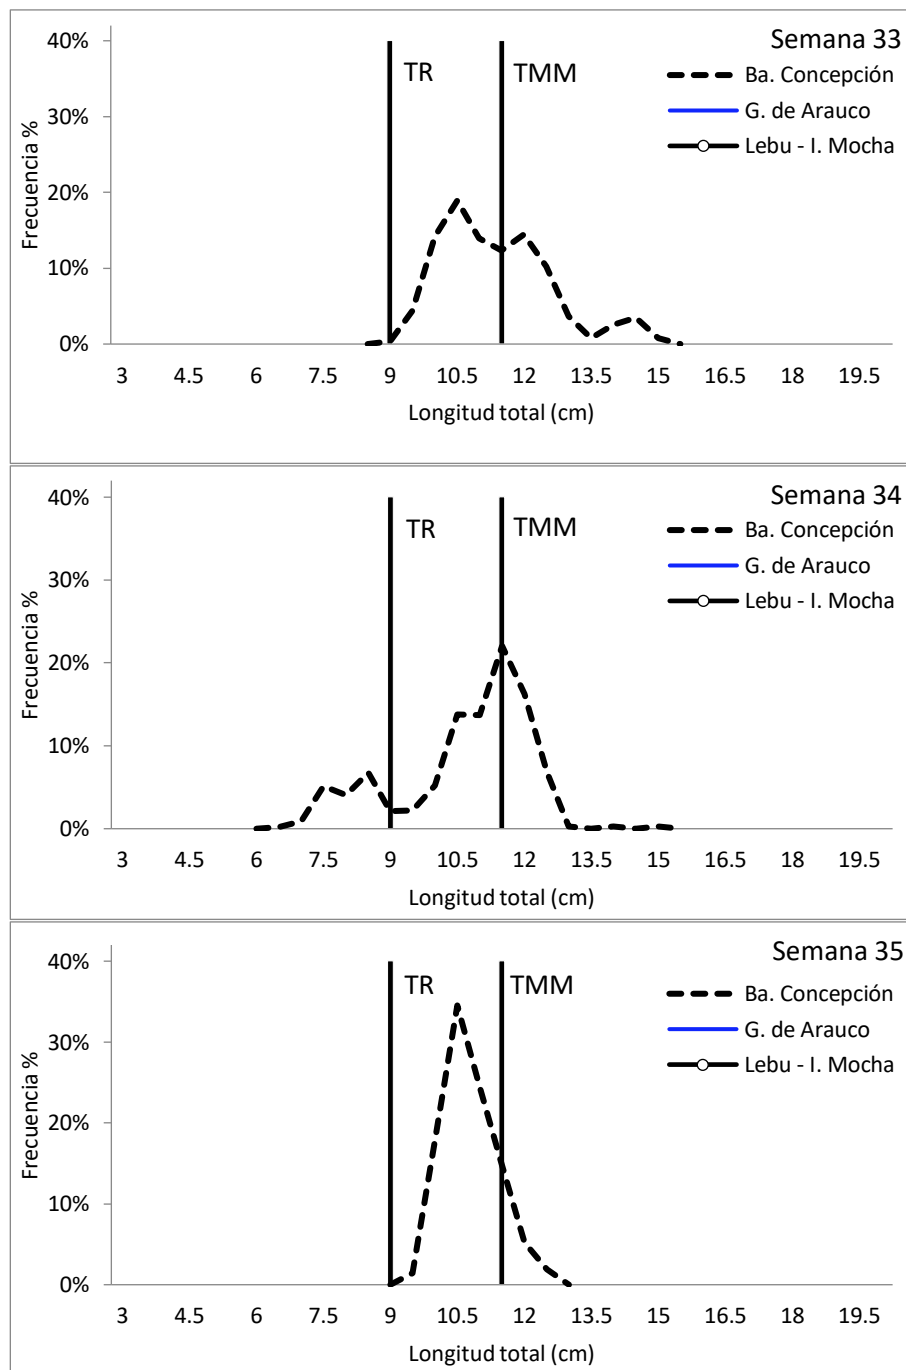 Semana 33
40%
30%
20%
10%
0%
Frecuencia %
TR
TMM
Ba. Concepción
G. de Arauco
Lebu - I. Mocha
3 4.5 6 7.5 9 10.5 12 13.5 15 16.5 18 19.5
Longitud total (cm)
Semana 34
40%
30%
20%
10%
0%
Frecuencia %
TR
TMM
Ba. Concepción
G. de Arauco
Lebu - I. Mocha
3 4.5 6 7.5 9 10.5 12 13.5 15 16.5 18 19.5
Longitud total (cm)
Semana 35
40%
30%
20%
10%
0%
Frecuencia %
TR
TMM
Ba. Concepción
G. de Arauco
Lebu - I. Mocha
3 4.5 6 7.5 9 10.5 12 13.5 15 16.5 18 19.5
Longitud total (cm)